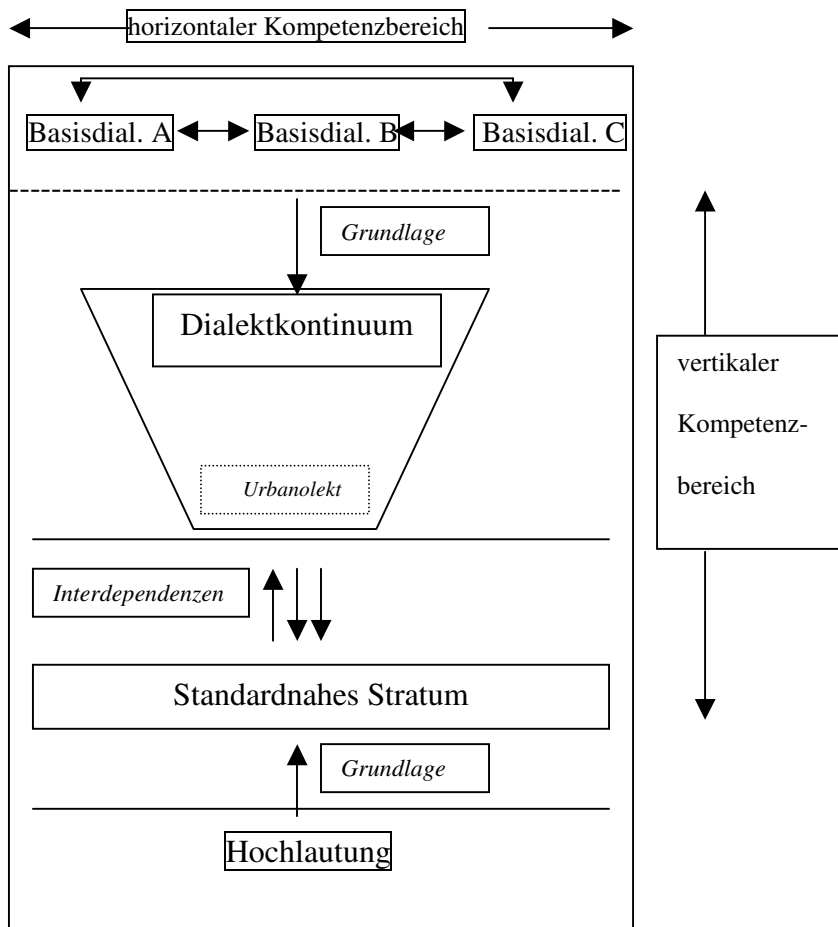 horizontaler Kompetenzbereich
Basisdial. A
Basisdial. B
Basisdial. C
Grundlage
Dialektkontinuum
vertikaler
Kompetenz-
bereich
Urbanolekt
Interdependenzen
Standardnahes Stratum
Grundlage
Hochlautung